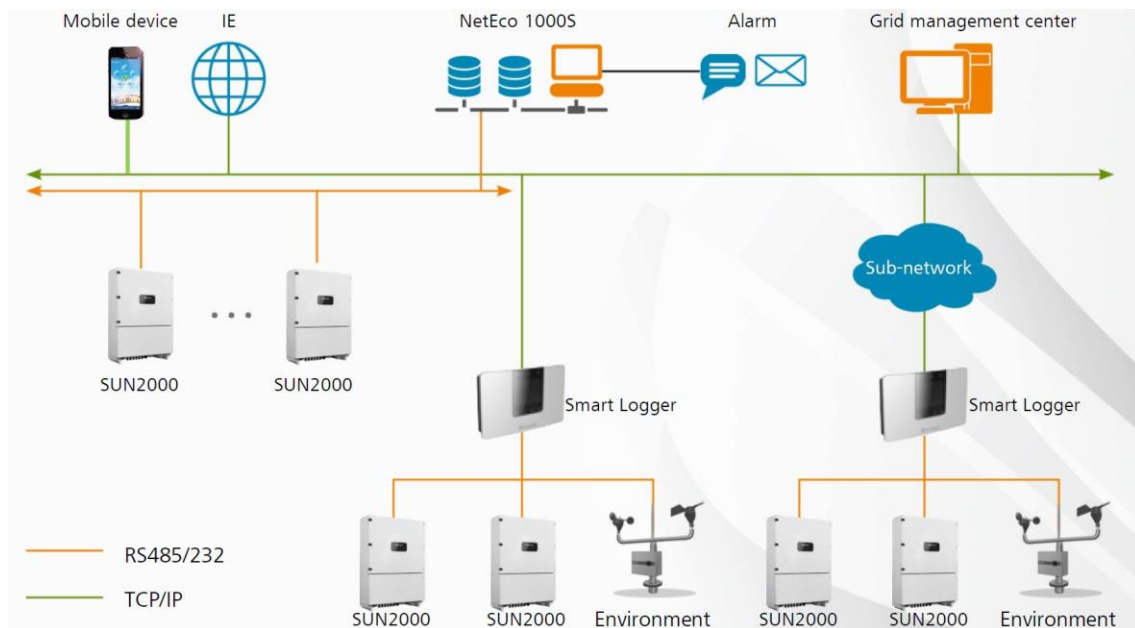 Mobile device
IE
NetEco 1000S
Alarm
Grid management center
Sub-network
SUN2000
SUN2000
Smart Logger
Smart Logger
RS485/232
TCP/IP
SUN2000
SUN2000
Environment
SUN2000
SUN2000
Environment